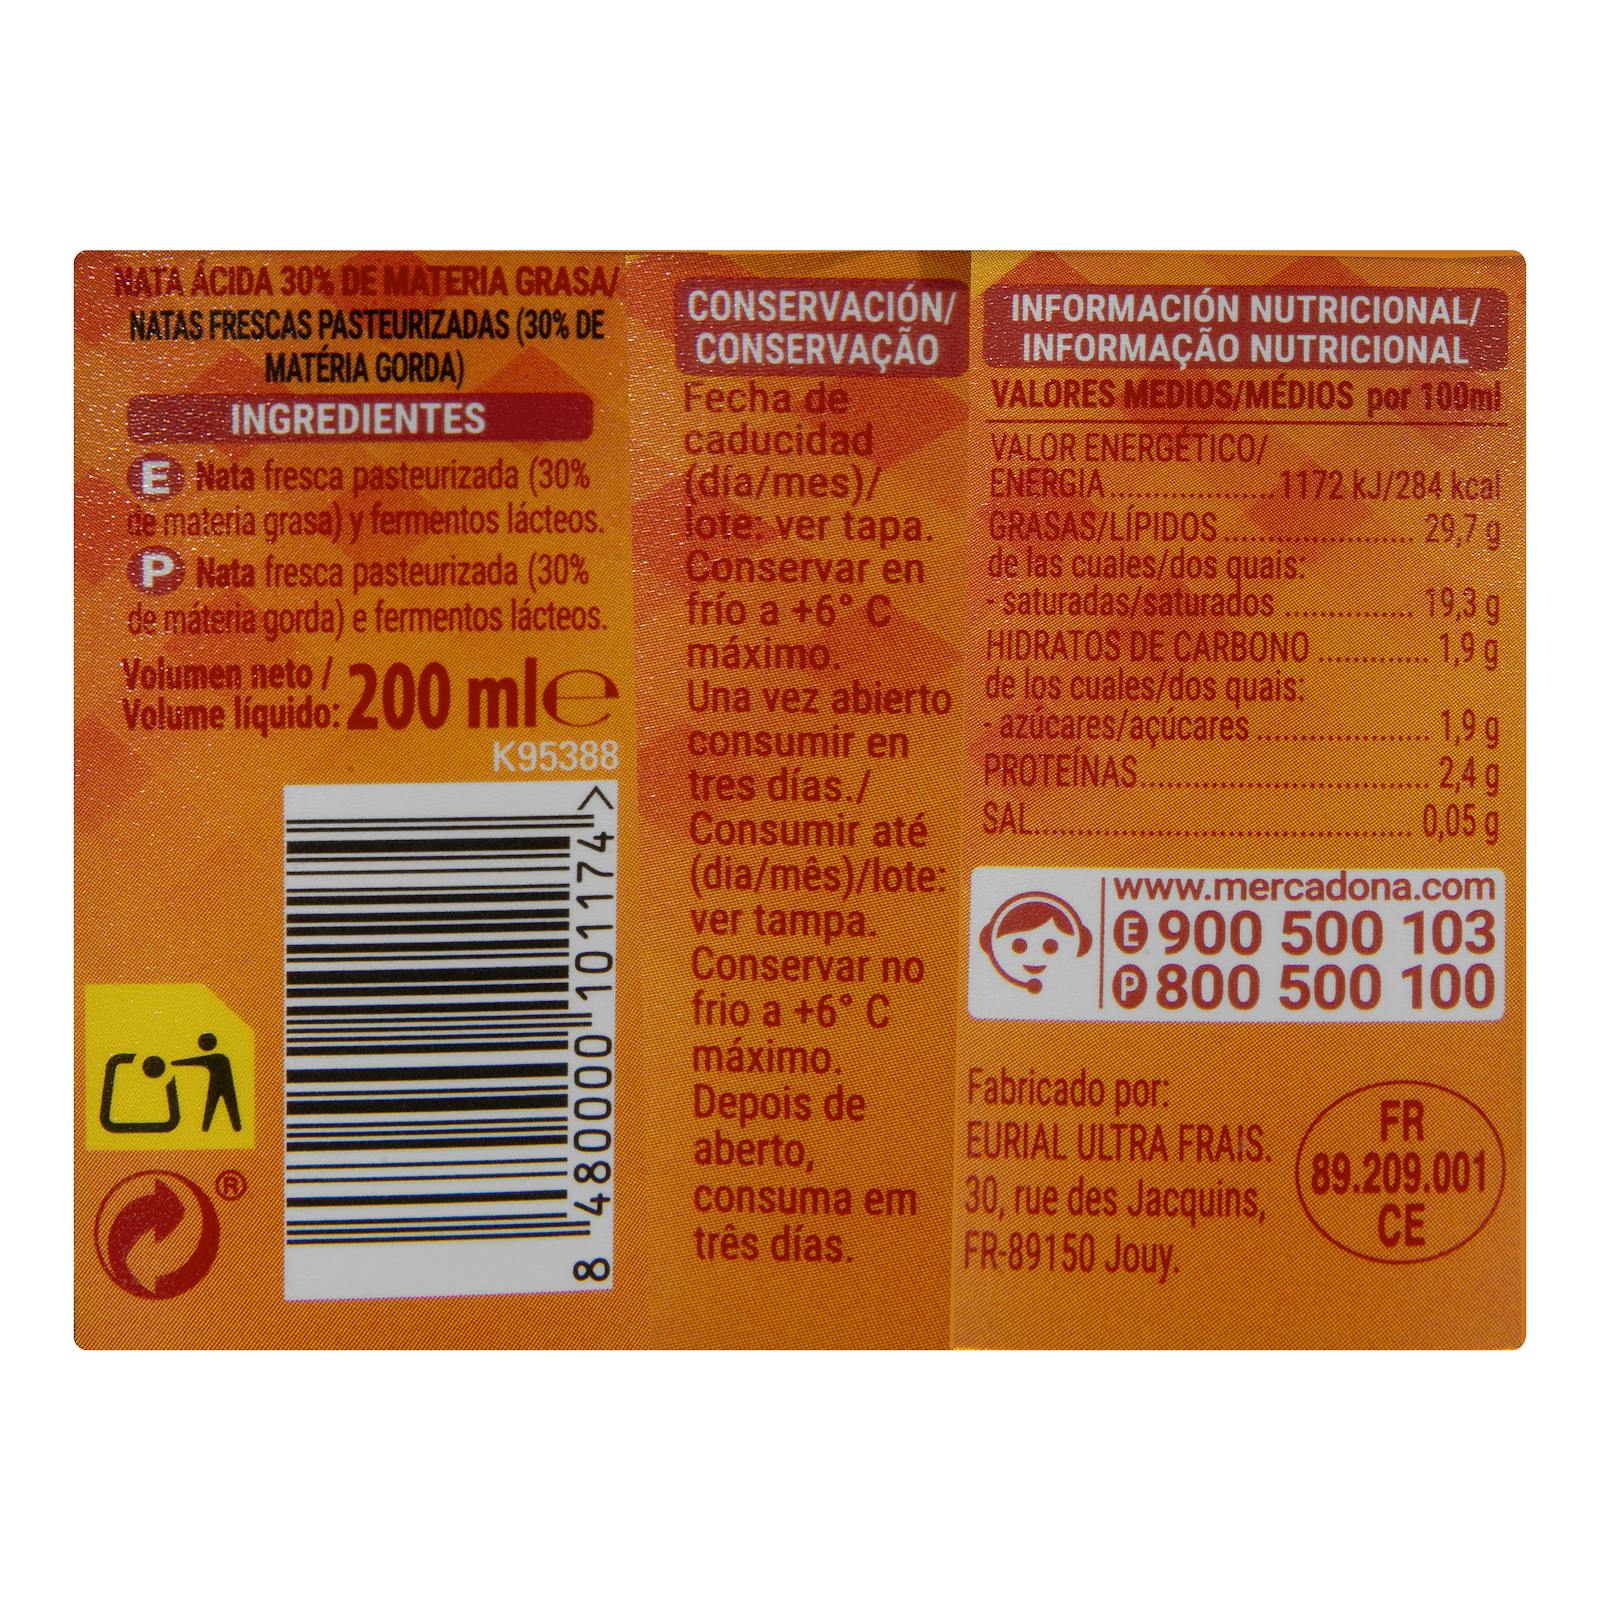 NATA ÁCIDA 30% DE MATERIA GRASA/
NATAS FRESCAS PASTEURIZADAS (30% DE
MATÉRIA GORDA)
INGREDIENTES
E Nata fresca pasteurizada (30%
de materia grasa) y fermentos lácteos.
P Nata fresca pasteurizada (30%
de máteria gorda) e fermentos lácteos.
Volumen neto /
Volume líquido: 200 ml e
K95388
8 480000 101174 >
®
CONSERVACIÓN/
CONSERVAÇÃO
Fecha de
caducidad
(día/mes)/
lote: ver tapa.
Conservar en
frío a +6° C
máximo.
Una vez abierto
consumir en
tres días./
Consumir até
(dia/mês)/lote:
ver tampa.
Conservar no
frio a +6° C
máximo.
Depois de
aberto,
consuma em
três días.
INFORMACIÓN NUTRICIONAL/
INFORMAÇÃO NUTRICIONAL
VALORES MEDIOS/MÉDIOS por 100ml
VALOR ENERGÉTICO/
ENERGIA.....................1172 kJ/284 kcal
GRASAS/LÍPIDOS........................ 29,7 g
de las cuales/dos quais:
- saturadas/saturados ................ 19,3 g
HIDRATOS DE CARBONO .............. 1,9 g
de los cuales/dos quais:
- azúcares/açúcares ......................... 1,9 g
PROTEÍNAS.................................... 2,4 g
SAL................................................ 0,05 g
www.mercadona.com
E 900 500 103
P 800 500 100
Fabricado por:
EURIAL ULTRA FRAIS.
30, rue des Jacquins,
FR-89150 Jouy.
FR
89.209.001
CE